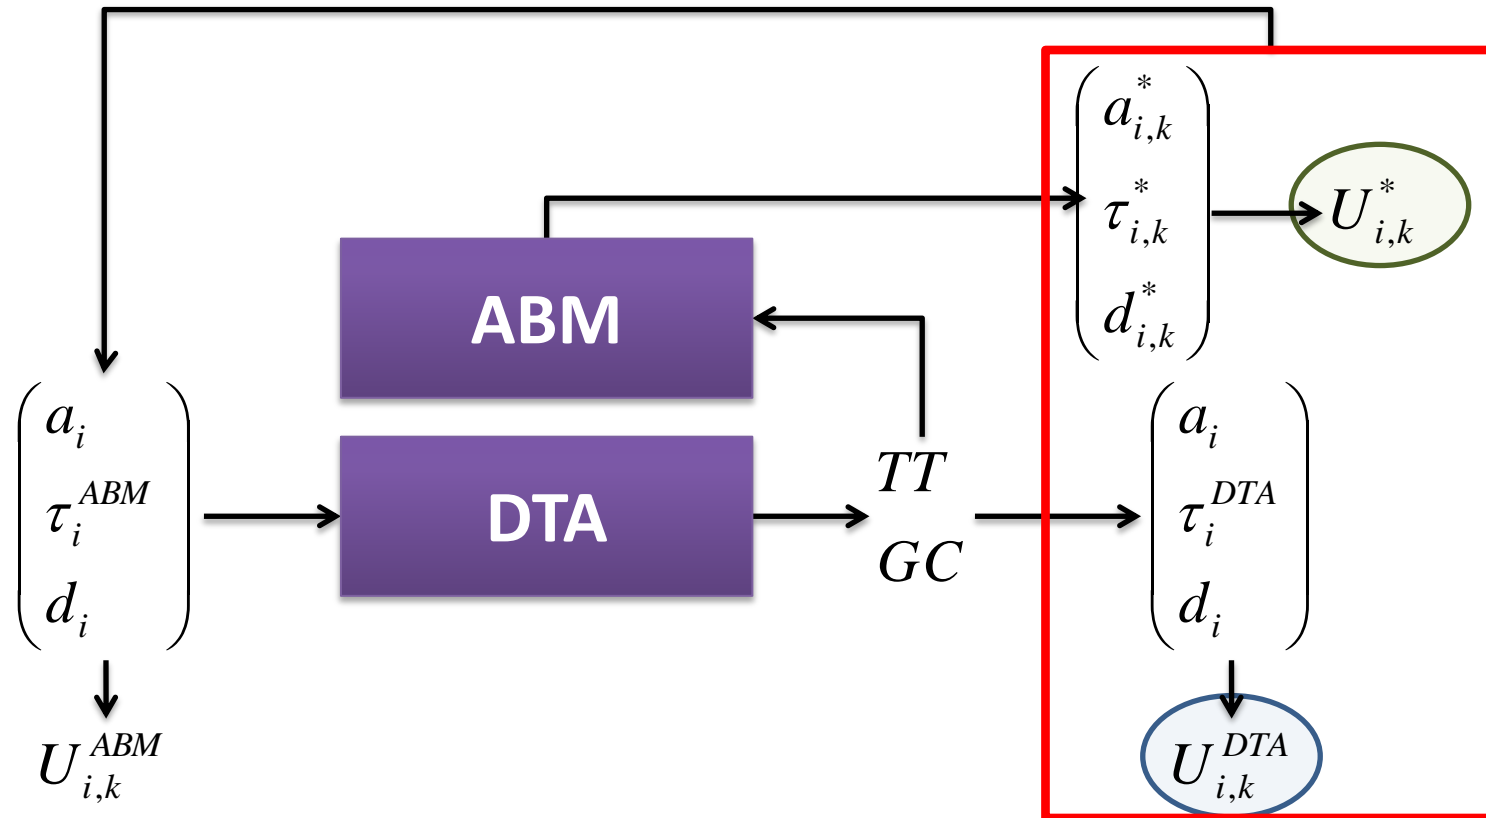 a*i,k
τ*i,k
U*i,k
d*i,k
ABM
ai
τiABM
di
DTA
TT
GC
ai
τiDTA
di
Ui,kABM
Ui,kDTA